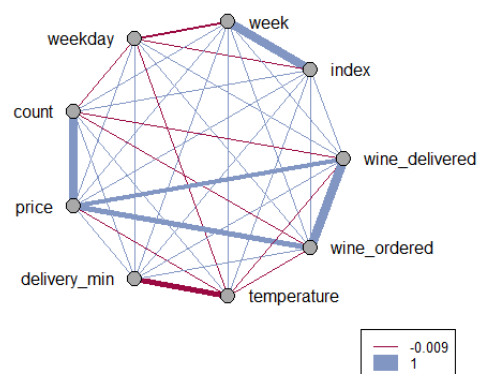 week
weekday
index
count
wine_delivered
price
wine_ordered
delivery_min
temperature
-0.009
1